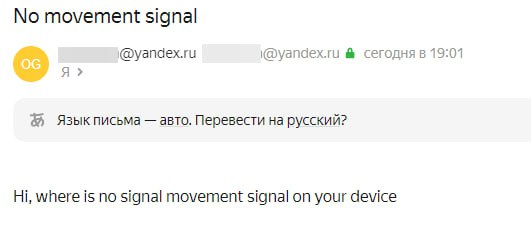 No movement signal
OG
@yandex.ru @yandex.ru сегодня в 19:01
Я >
あ Язык письма — авто. Перевести на русский?
Hi, where is no signal movement signal on your device